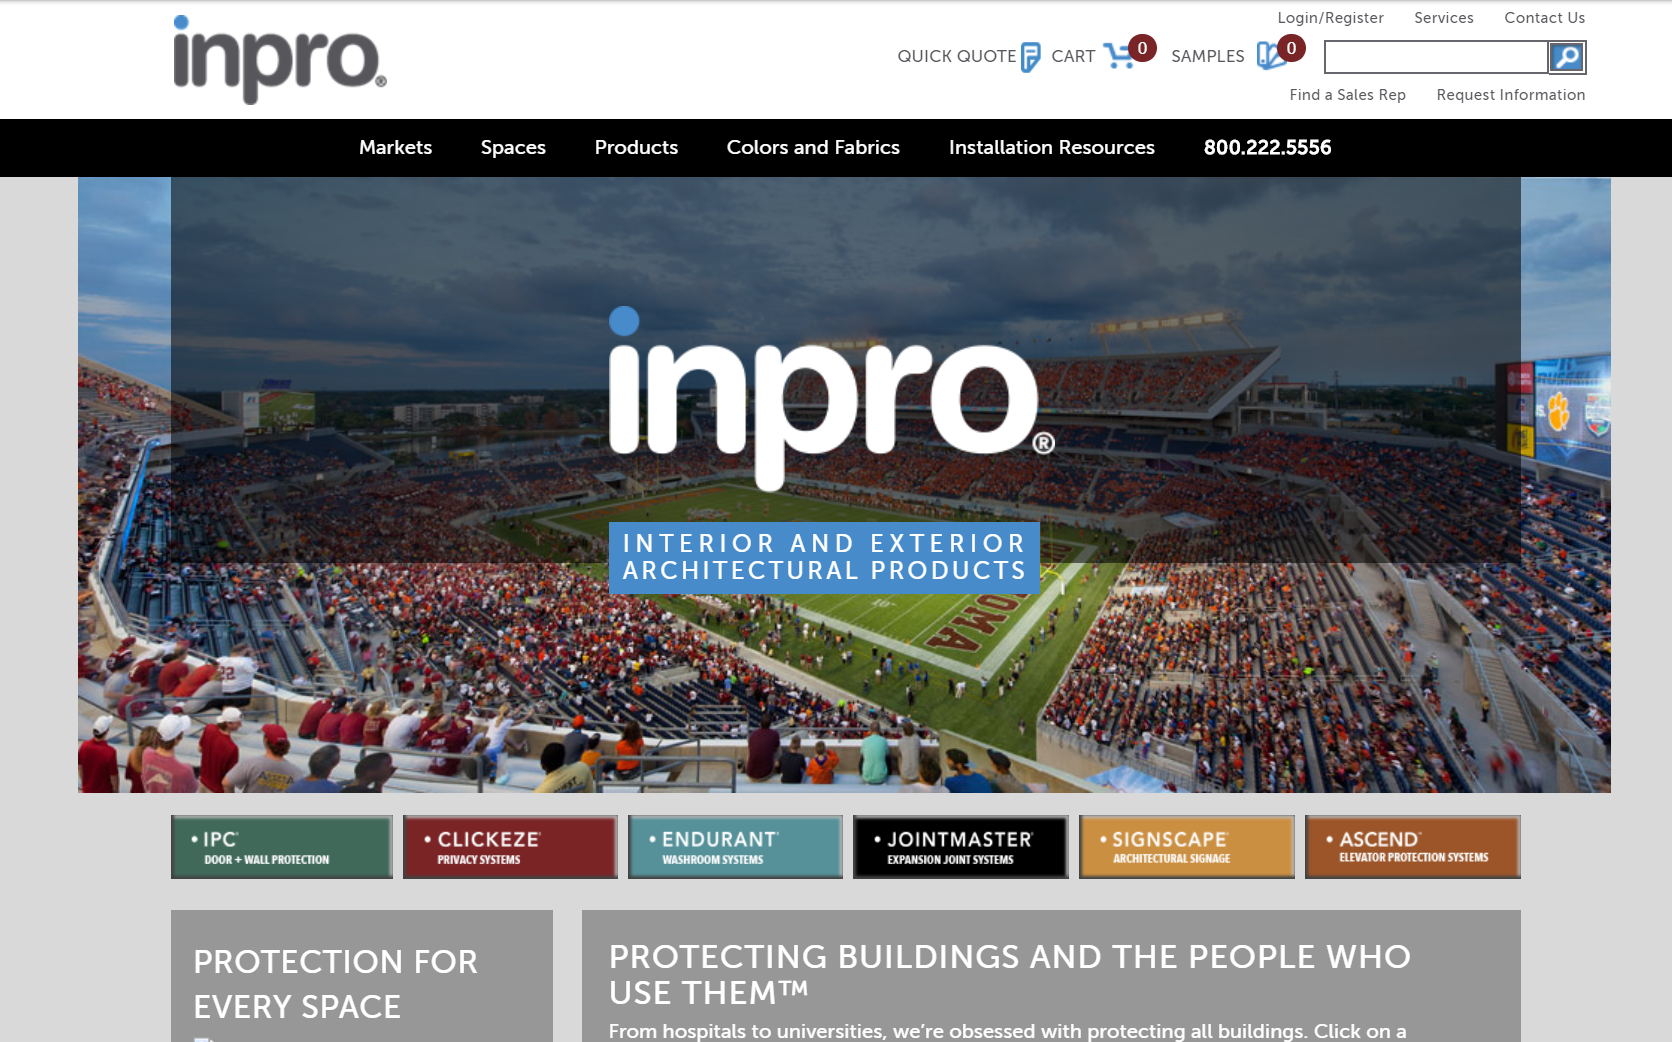 inpro®
Login/Register Services Contact Us
QUICK QUOTE CART 0 SAMPLES 0
Find a Sales Rep Request Information
Markets Spaces Products Colors and Fabrics Installation Resources 800.222.5556
inpro®
INTERIOR AND EXTERIOR
ARCHITECTURAL PRODUCTS
OMA
22
• IPC®
DOOR + WALL PROTECTION
• CLICKEZE®
PRIVACY SYSTEMS
• ENDURANT®
WASHROOM SYSTEMS
• JOINTMASTER®
EXPANSION JOINT SYSTEMS
• SIGNSCAPE®
ARCHITECTURAL SIGNAGE
• ASCEND™
ELEVATOR PROTECTION SYSTEMS
PROTECTION FOR
EVERY SPACE
PROTECTING BUILDINGS AND THE PEOPLE WHO
USE THEM™
From hospitals to universities, we’re obsessed with protecting all buildings. Click on a